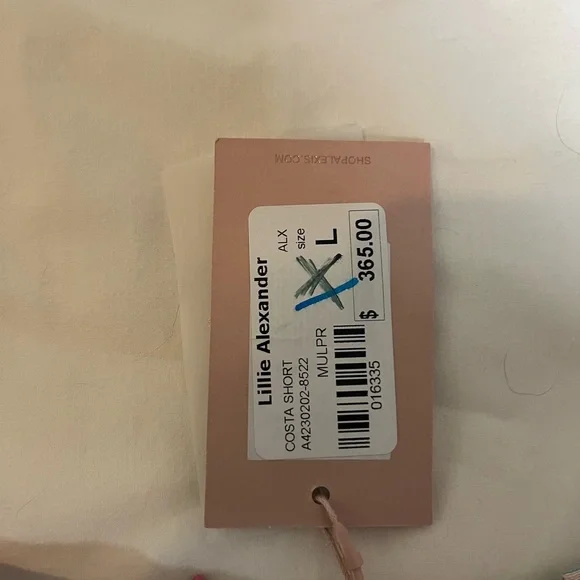 SHOPALEXIS.COM
Lillie Alexander
ALX
size
L
COSTA SHORT
A4230202-8522
MULPR
$ 365.00
016335